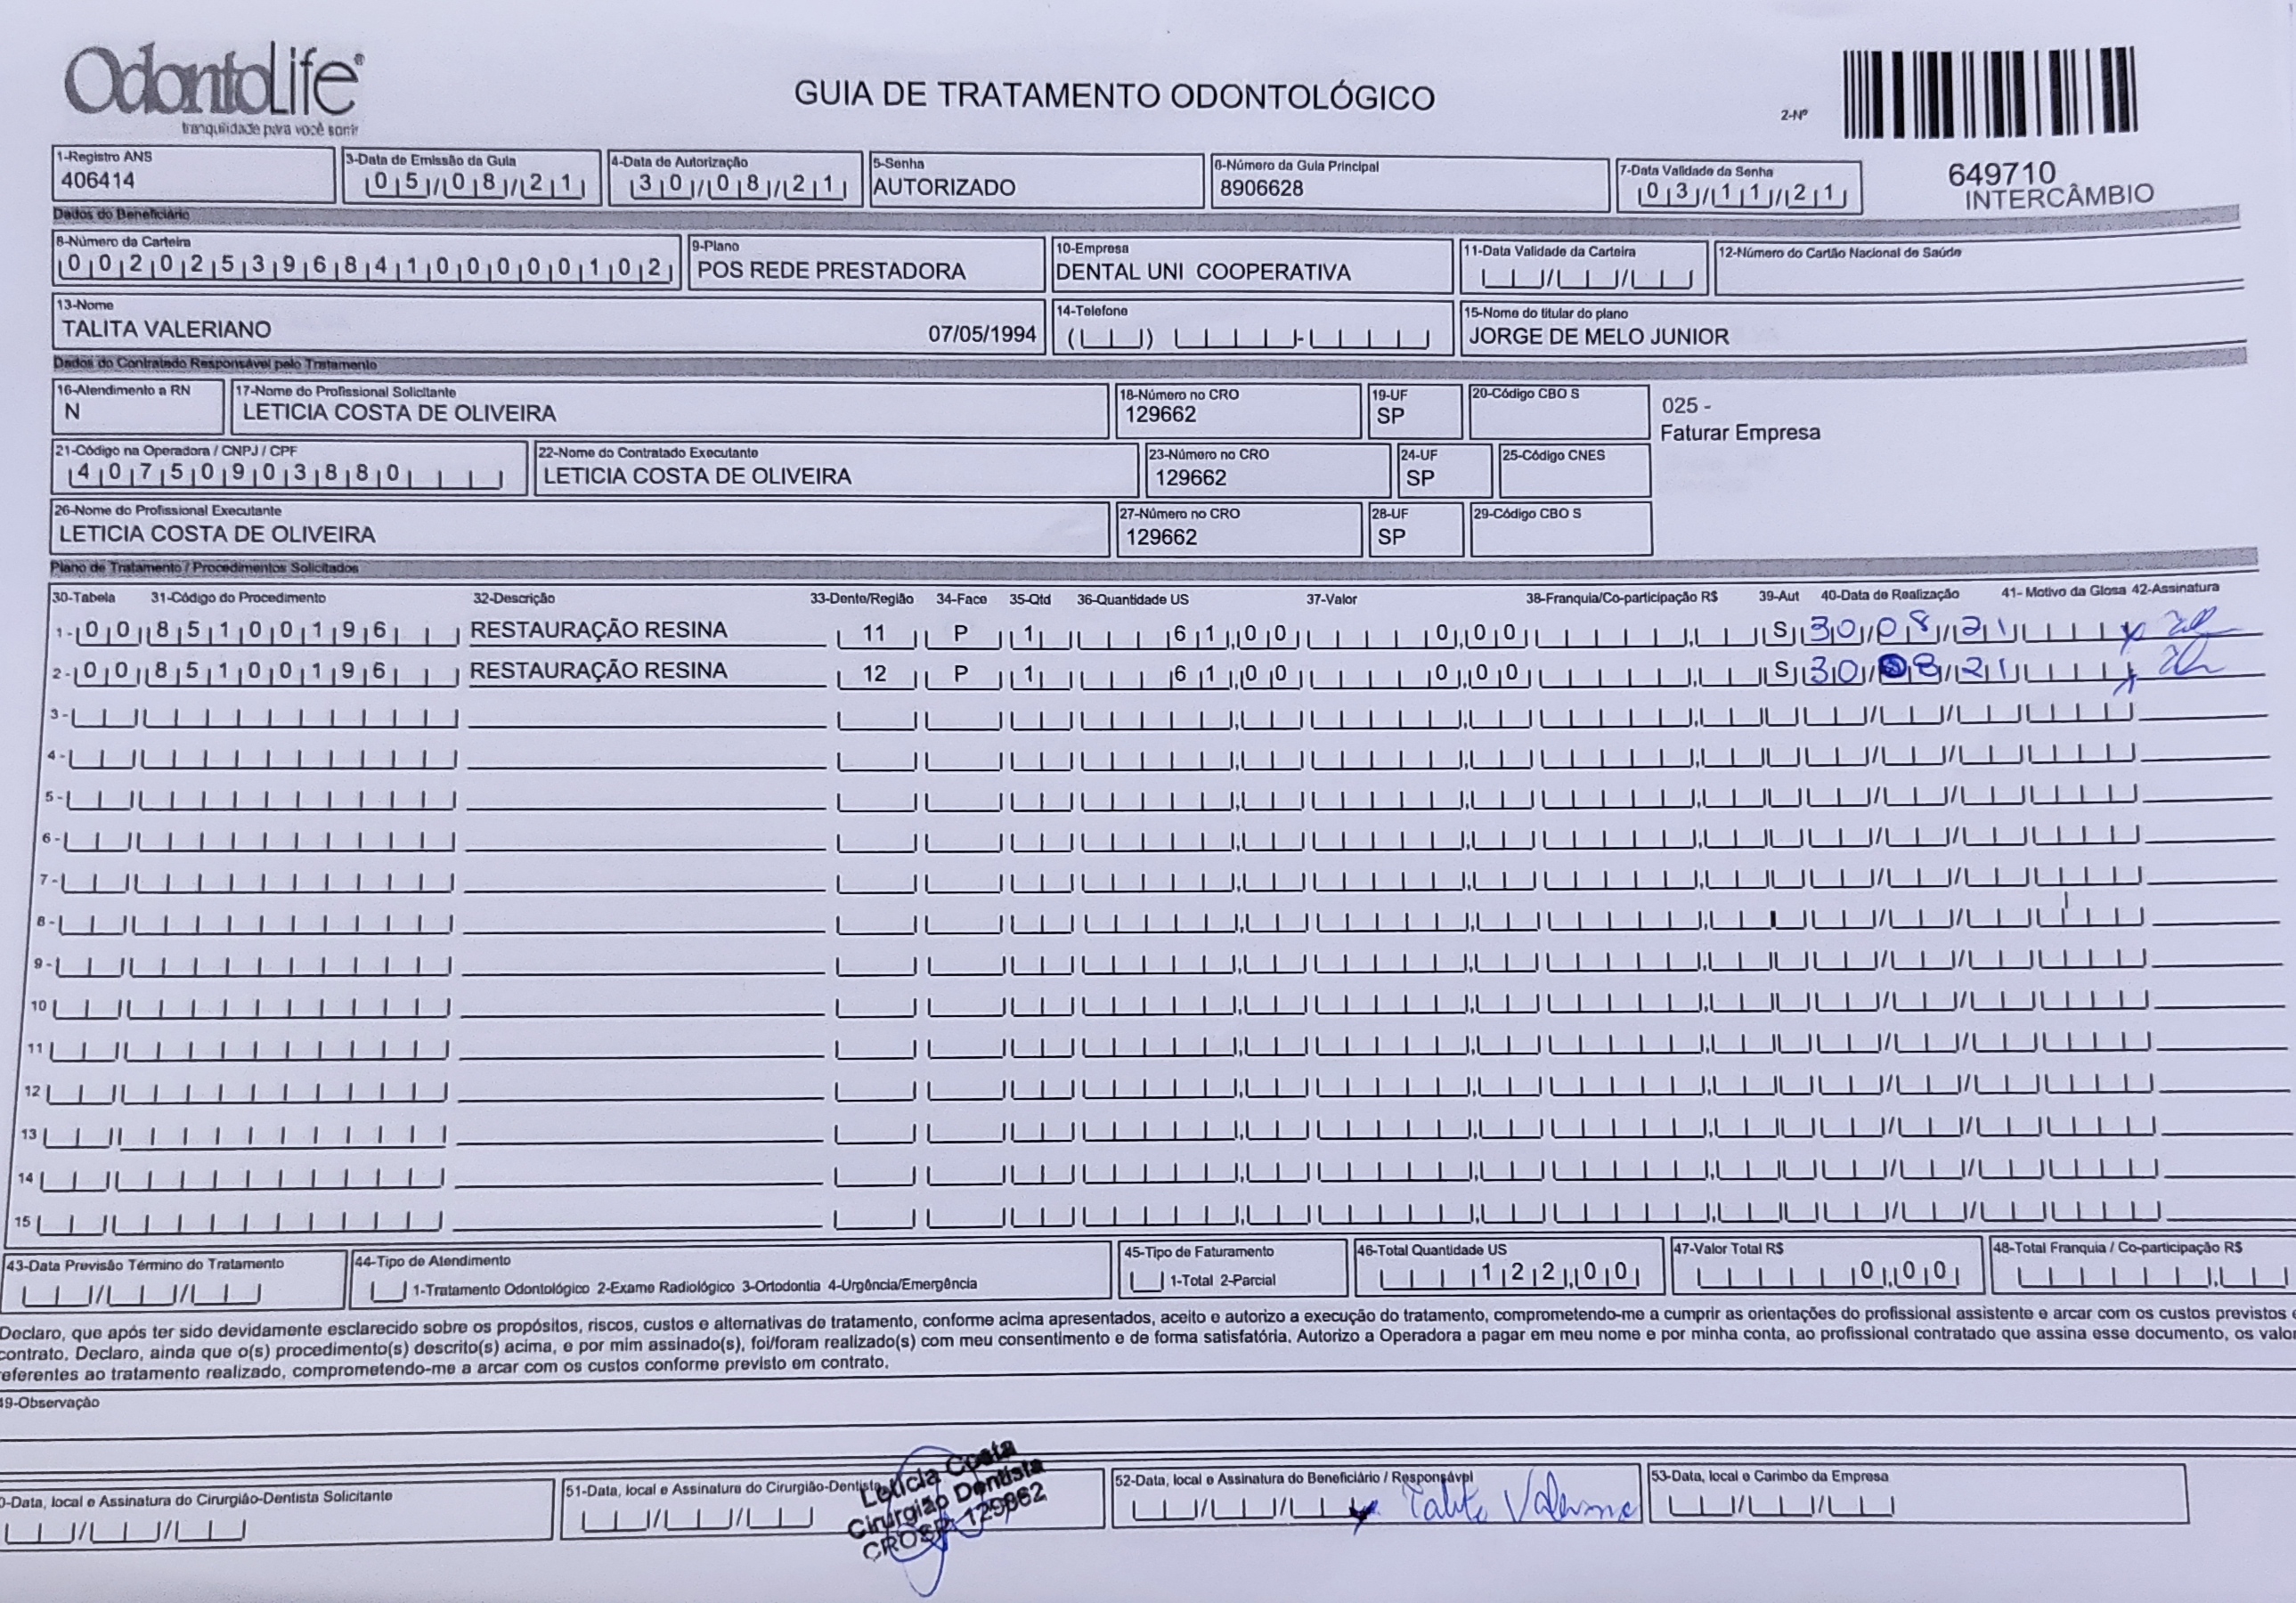 OdontoLife®
tranquilidade para você sorrir
GUIA DE TRATAMENTO ODONTOLÓGICO
2-Nº
649710
INTERCÂMBIO
1-Registro ANS
406414
3-Data de Emissão da Guia
05/08/21
4-Data de Autorização
30/08/21
5-Senha
AUTORIZADO
6-Número da Guia Principal
8906628
7-Data Validade da Senha
03/11/21
Dados do Beneficiário
8-Número da Carteira
00202539684100000102
9-Plano
POS REDE PRESTADORA
10-Empresa
DENTAL UNI COOPERATIVA
11-Data Validade da Carteira
12-Número do Cartão Nacional de Saúde
13-Nome
TALITA VALERIANO 07/05/1994
14-Telefone
15-Nome do titular do plano
JORGE DE MELO JUNIOR
Dados do Contratado Responsável pelo Tratamento
16-Atendimento a RN
N
17-Nome do Profissional Solicitante
LETICIA COSTA DE OLIVEIRA
18-Número no CRO
129662
19-UF
SP
20-Código CBO S
025 -
Faturar Empresa
21-Código na Operadora / CNPJ / CPF
40750903880
22-Nome do Contratado Executante
LETICIA COSTA DE OLIVEIRA
23-Número no CRO
129662
24-UF
SP
25-Código CNES
26-Nome do Profissional Executante
LETICIA COSTA DE OLIVEIRA
27-Número no CRO
129662
28-UF
SP
29-Código CBO S
Plano de Tratamento / Procedimentos Solicitados
30-Tabela 31-Código do Procedimento 32-Descrição 33-Dente/Região 34-Face 35-Qtd 36-Quantidade US 37-Valor 38-Franquia/Co-participação R$ 39-Aut 40-Data de Realização 41- Motivo da Glosa 42-Assinatura
1- 00 85100196 RESTAURAÇÃO RESINA 11 P 1 61,00 0,00 S 30/08/21
2- 00 85100196 RESTAURAÇÃO RESINA 12 P 1 61,00 0,00 S 30/08/21
3-
4-
5-
6-
7-
8-
9-
10
11
12
13
14
15
43-Data Previsão Término do Tratamento
44-Tipo de Atendimento
1-Tratamento Odontológico 2-Exame Radiológico 3-Ortodontia 4-Urgência/Emergência
45-Tipo de Faturamento
1-Total 2-Parcial
46-Total Quantidade US
122,00
47-Valor Total R$
0,00
48-Total Franquia / Co-participação R$
Declaro, que após ter sido devidamente esclarecido sobre os propósitos, riscos, custos e alternativas de tratamento, conforme acima apresentados, aceito e autorizo a execução do tratamento, comprometendo-me a cumprir as orientações do profissional assistente e arcar com os custos previstos e
contrato. Declaro, ainda que o(s) procedimento(s) descrito(s) acima, e por mim assinado(s), foi/foram realizado(s) com meu consentimento e de forma satisfatória. Autorizo a Operadora a pagar em meu nome e por minha conta, ao profissional contratado que assina esse documento, os valor
eferentes ao tratamento realizado, comprometendo-me a arcar com os custos conforme previsto em contrato.
49-Observação
0-Data, local e Assinatura do Cirurgião-Dentista Solicitante
51-Data, local e Assinatura do Cirurgião-Dentista
Leticia Costa
Cirurgião Dentista
CROSP 129662
52-Data, local e Assinatura do Beneficiário / Responsável
Talita Valeriano
53-Data, local e Carimbo da Empresa